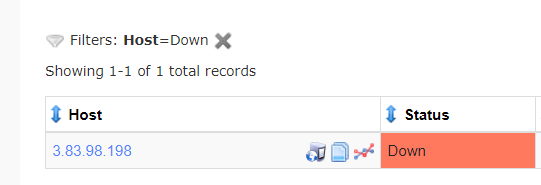 Filters: Host=Down
Showing 1-1 of 1 total records
Host Status
3.83.98.198 Down